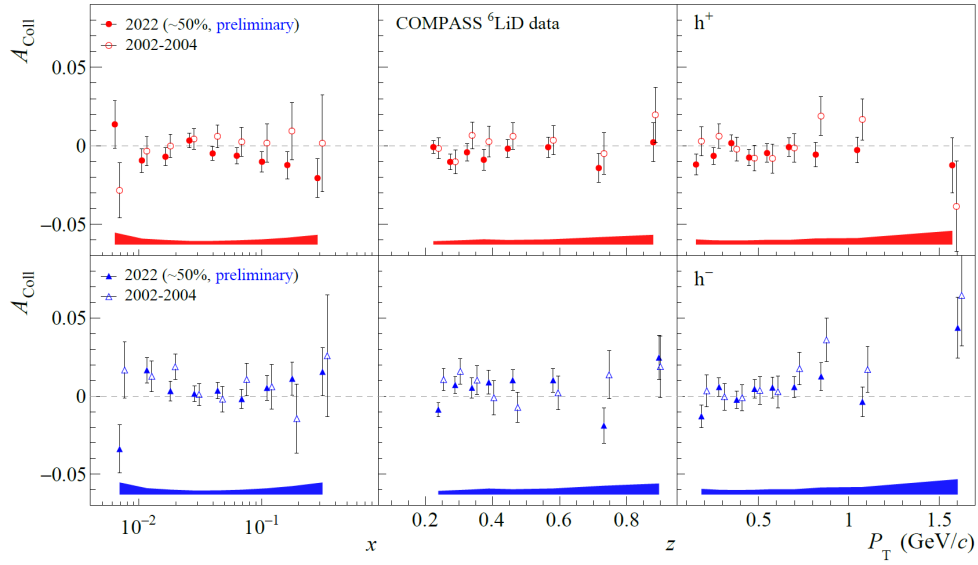 A_Coll
0.05
0
−0.05
2022 (~50%, preliminary)
2002-2004
COMPASS ⁶LiD data
h⁺
A_Coll
0.05
0
−0.05
2022 (~50%, preliminary)
2002-2004
h⁻
10⁻² 10⁻¹
x
0.2 0.4 0.6 0.8
z
0.5 1 1.5
P_T (GeV/c)